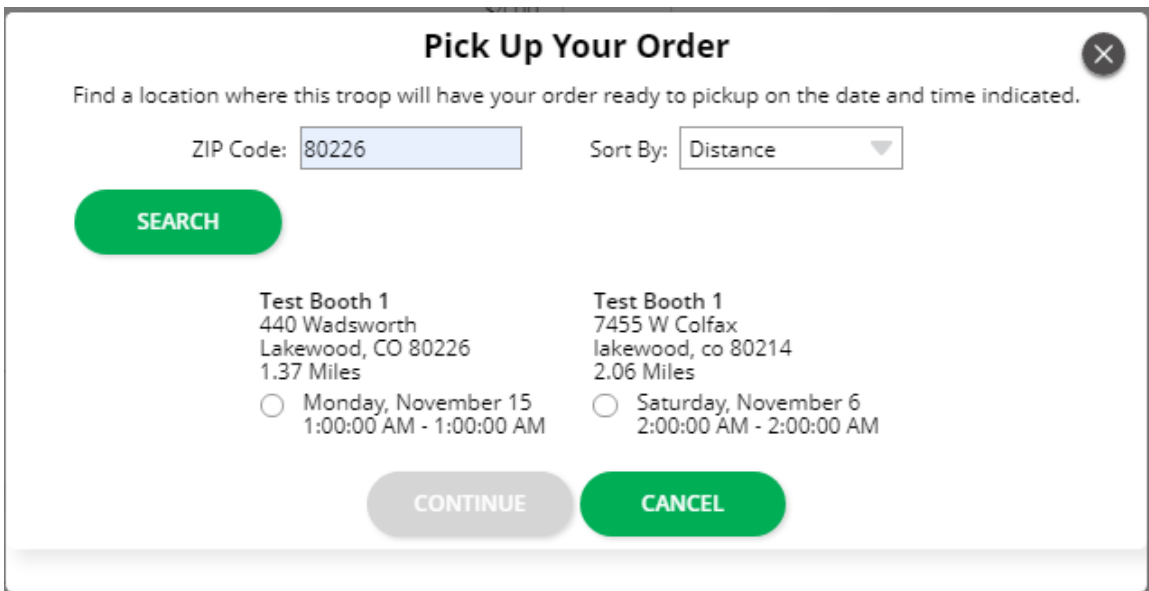 $4.00
Pick Up Your Order
Find a location where this troop will have your order ready to pickup on the date and time indicated.
ZIP Code: 80226 Sort By: Distance
SEARCH
Test Booth 1
440 Wadsworth
Lakewood, CO 80226
1.37 Miles
Monday, November 15
1:00:00 AM - 1:00:00 AM
Test Booth 1
7455 W Colfax
lakewood, co 80214
2.06 Miles
Saturday, November 6
2:00:00 AM - 2:00:00 AM
CONTINUE CANCEL